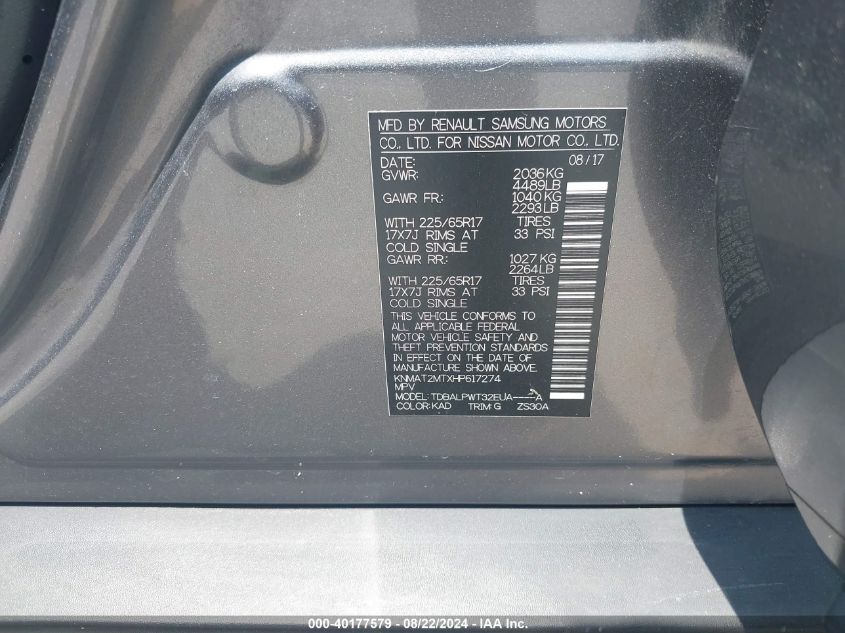 MFD BY RENAULT SAMSUNG MOTORS
CO., LTD. FOR NISSAN MOTOR CO., LTD.
DATE: 08/17
GVWR: 2036KG
4489LB
GAWR FR: 1040KG
2293LB
WITH 225/65R17 TIRES
17X7J RIMS AT 33 PSI
COLD SINGLE
GAWR RR: 1027 KG
2264LB
WITH 225/65R17 TIRES
17X7J RIMS AT 33 PSI
COLD SINGLE
THIS VEHICLE CONFORMS TO
ALL APPLICABLE FEDERAL
MOTOR VEHICLE SAFETY AND
THEFT PREVENTION STANDARDS
IN EFFECT ON THE DATE OF
MANUFACTURE SHOWN ABOVE.
KNMAT2MTXHP617274
MPV
MODEL: TDBALPWT32EUA----A
COLOR:KAD TRIM:G ZS30A
000-40177579 - 08/22/2024 - IAA Inc.